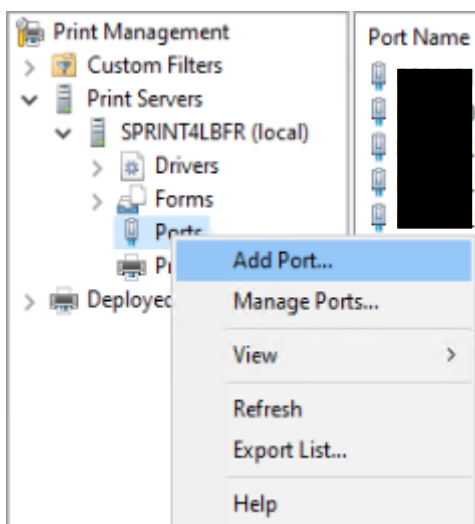 Print Management
Port Name
Custom Filters
Print Servers
SPRINT4LBFR (local)
Drivers
Forms
Ports
Deployed
Add Port...
Manage Ports...
View
Refresh
Export List...
Help